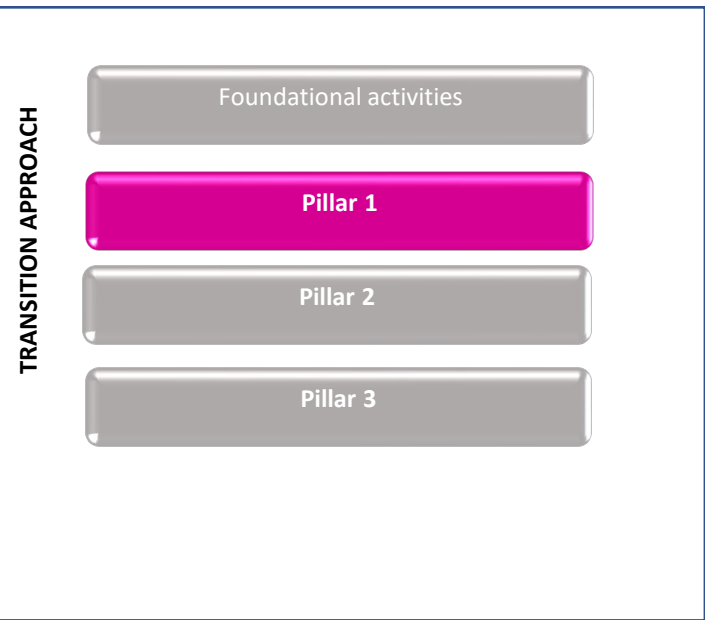 TRANSITION APPROACH
Foundational activities
Pillar 1
Pillar 2
Pillar 3